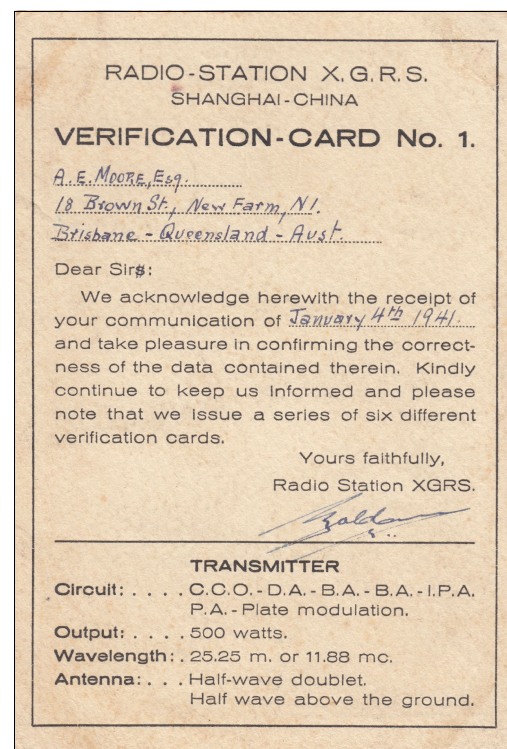 RADIO-STATION X.G.R.S.
SHANGHAI-CHINA
VERIFICATION-CARD No. 1.
A.E. MOORE, Esq.
18 Brown St., New Farm, N1.
Brisbane - Queensland - Aust.
Dear Sirs:
We acknowledge herewith the receipt of
your communication of January 4th 1941.
and take pleasure in confirming the correct-
ness of the data contained therein. Kindly
continue to keep us informed and please
note that we issue a series of six different
verification cards.
Yours faithfully,
Radio Station XGRS.
TRANSMITTER
Circuit: . . . . C.C.O.-D.A.-B.A.-B.A.-I.P.A.
P.A.-Plate modulation.
Output: . . . . 500 watts.
Wavelength: . 25.25 m. or 11.88 mc.
Antenna: . . . Half-wave doublet.
Half wave above the ground.